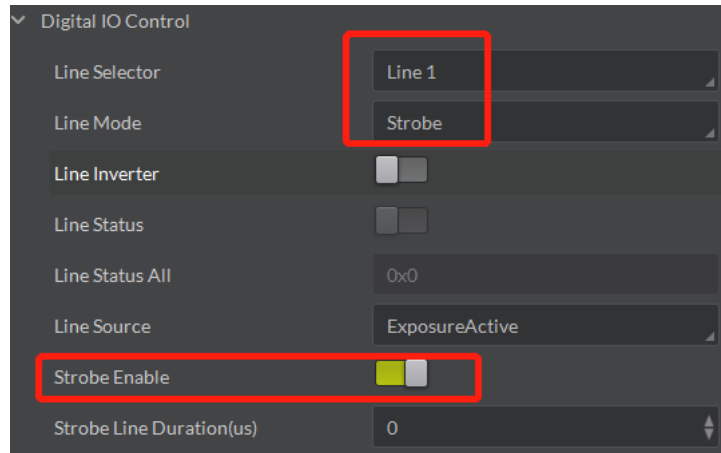 Digital IO Control
Line Selector Line 1
Line Mode Strobe
Line Inverter
Line Status
Line Status All 0x0
Line Source ExposureActive
Strobe Enable
Strobe Line Duration(us) 0